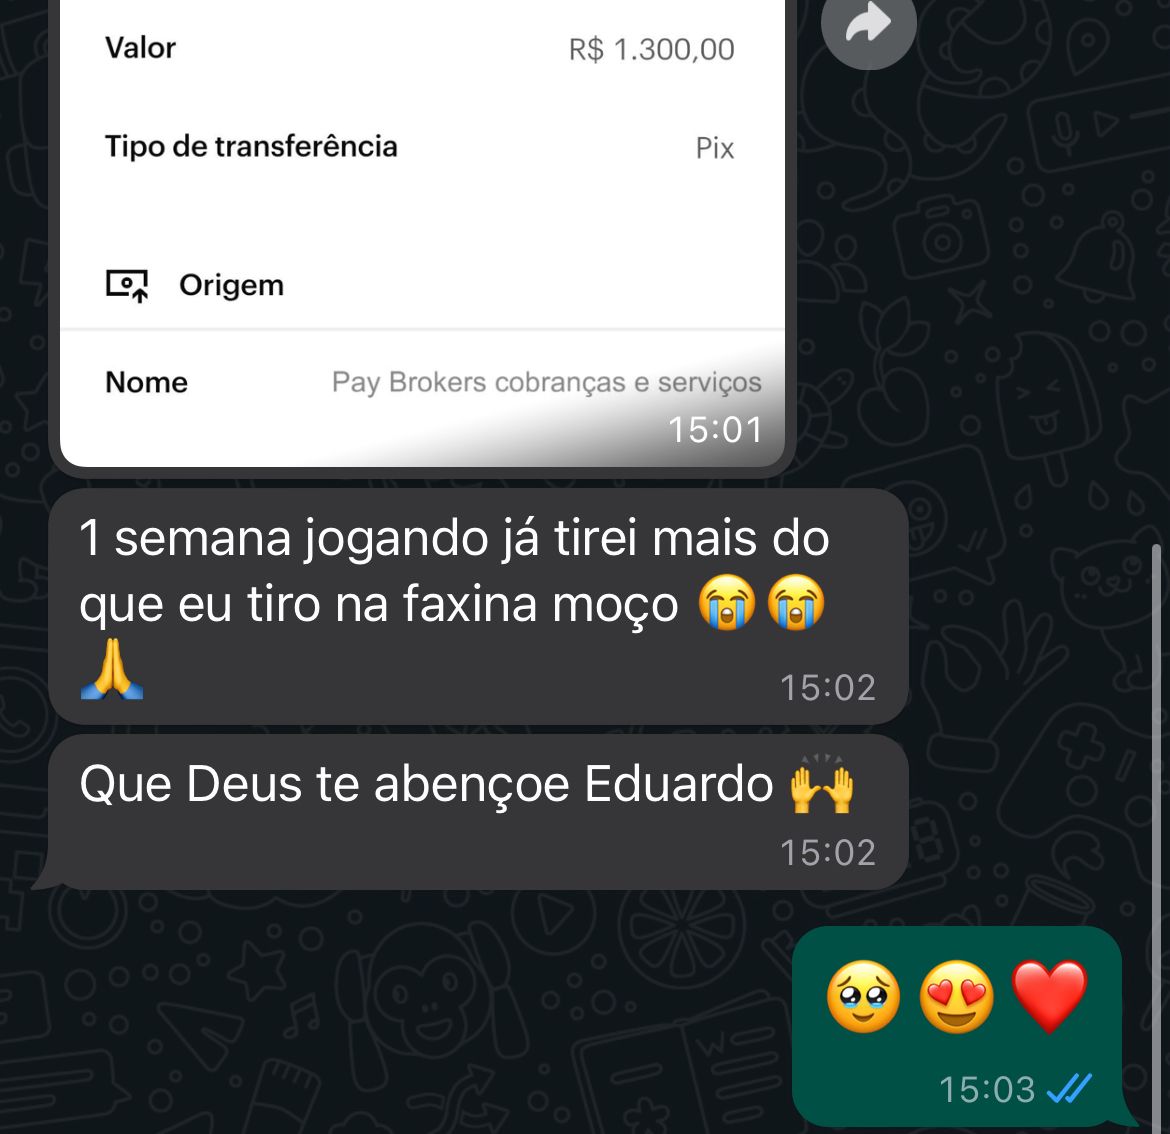 Valor
R$ 1.300,00
Tipo de transferência
Pix
Origem
Nome
Pay Brokers cobranças e serviços
15:01
1 semana jogando já tirei mais do
que eu tiro na faxina moço 😭😭
🙏
15:02
Que Deus te abençoe Eduardo 🙌
15:02
🥹😍❤️
15:03